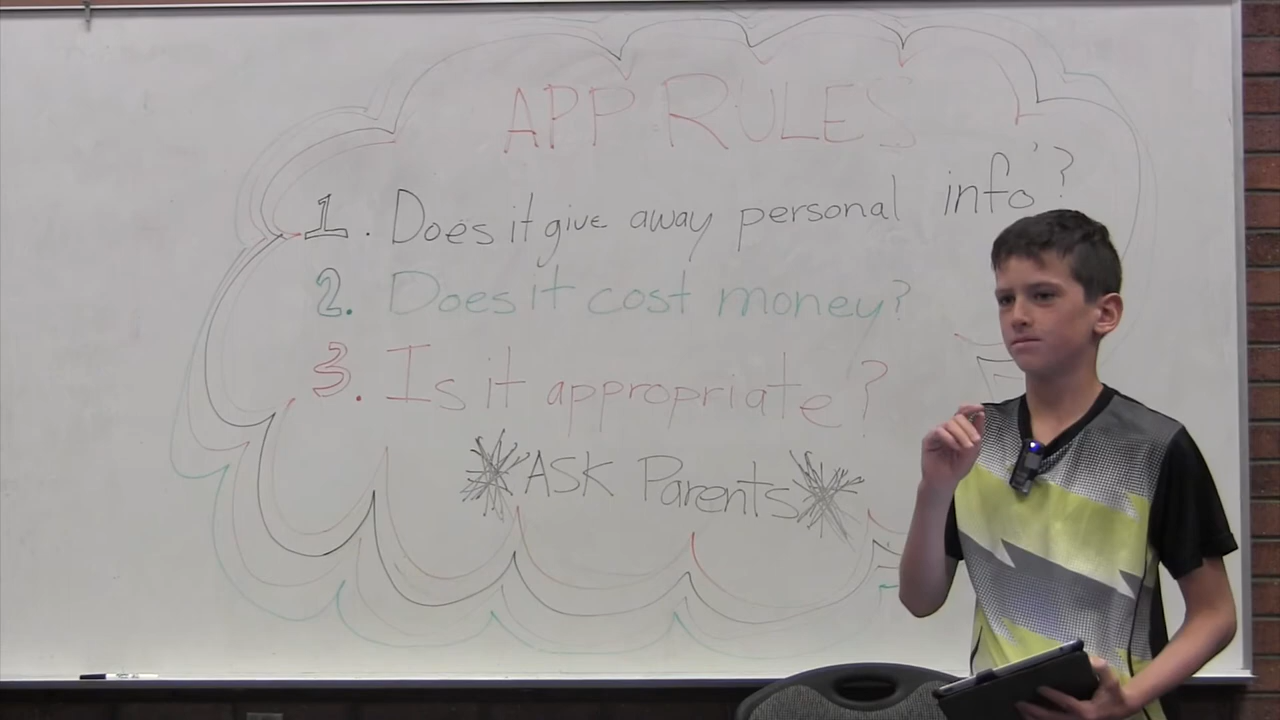 APP RULES
1. Does it give away personal info?
2. Does it cost money?
3. Is it appropriate?
ASK Parents